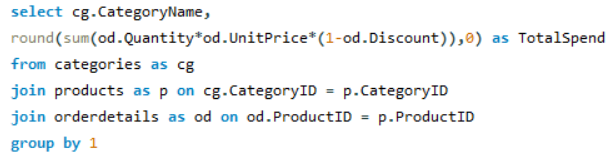 select cg.CategoryName,
round(sum(od.Quantity*od.UnitPrice*(1-od.Discount)),0) as TotalSpend
from categories as cg
join products as p on cg.CategoryID = p.CategoryID
join orderdetails as od on od.ProductID = p.ProductID
group by 1